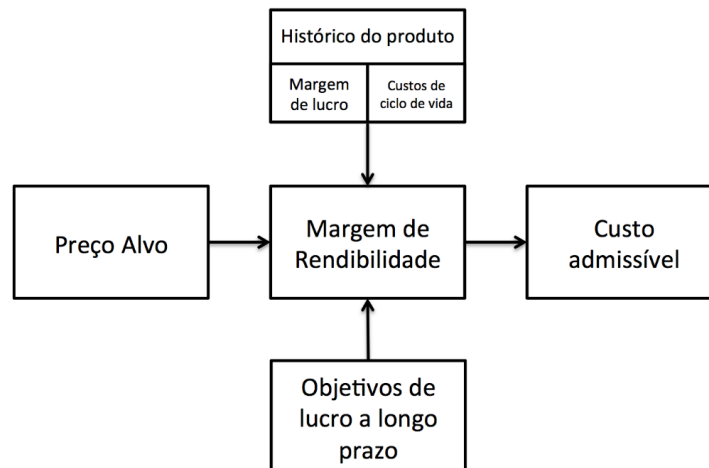 Histórico do produto
Margem
de lucro
Custos de
ciclo de vida
Preço Alvo
Margem de
Rendibilidade
Custo
admissível
Objetivos de
lucro a longo
prazo